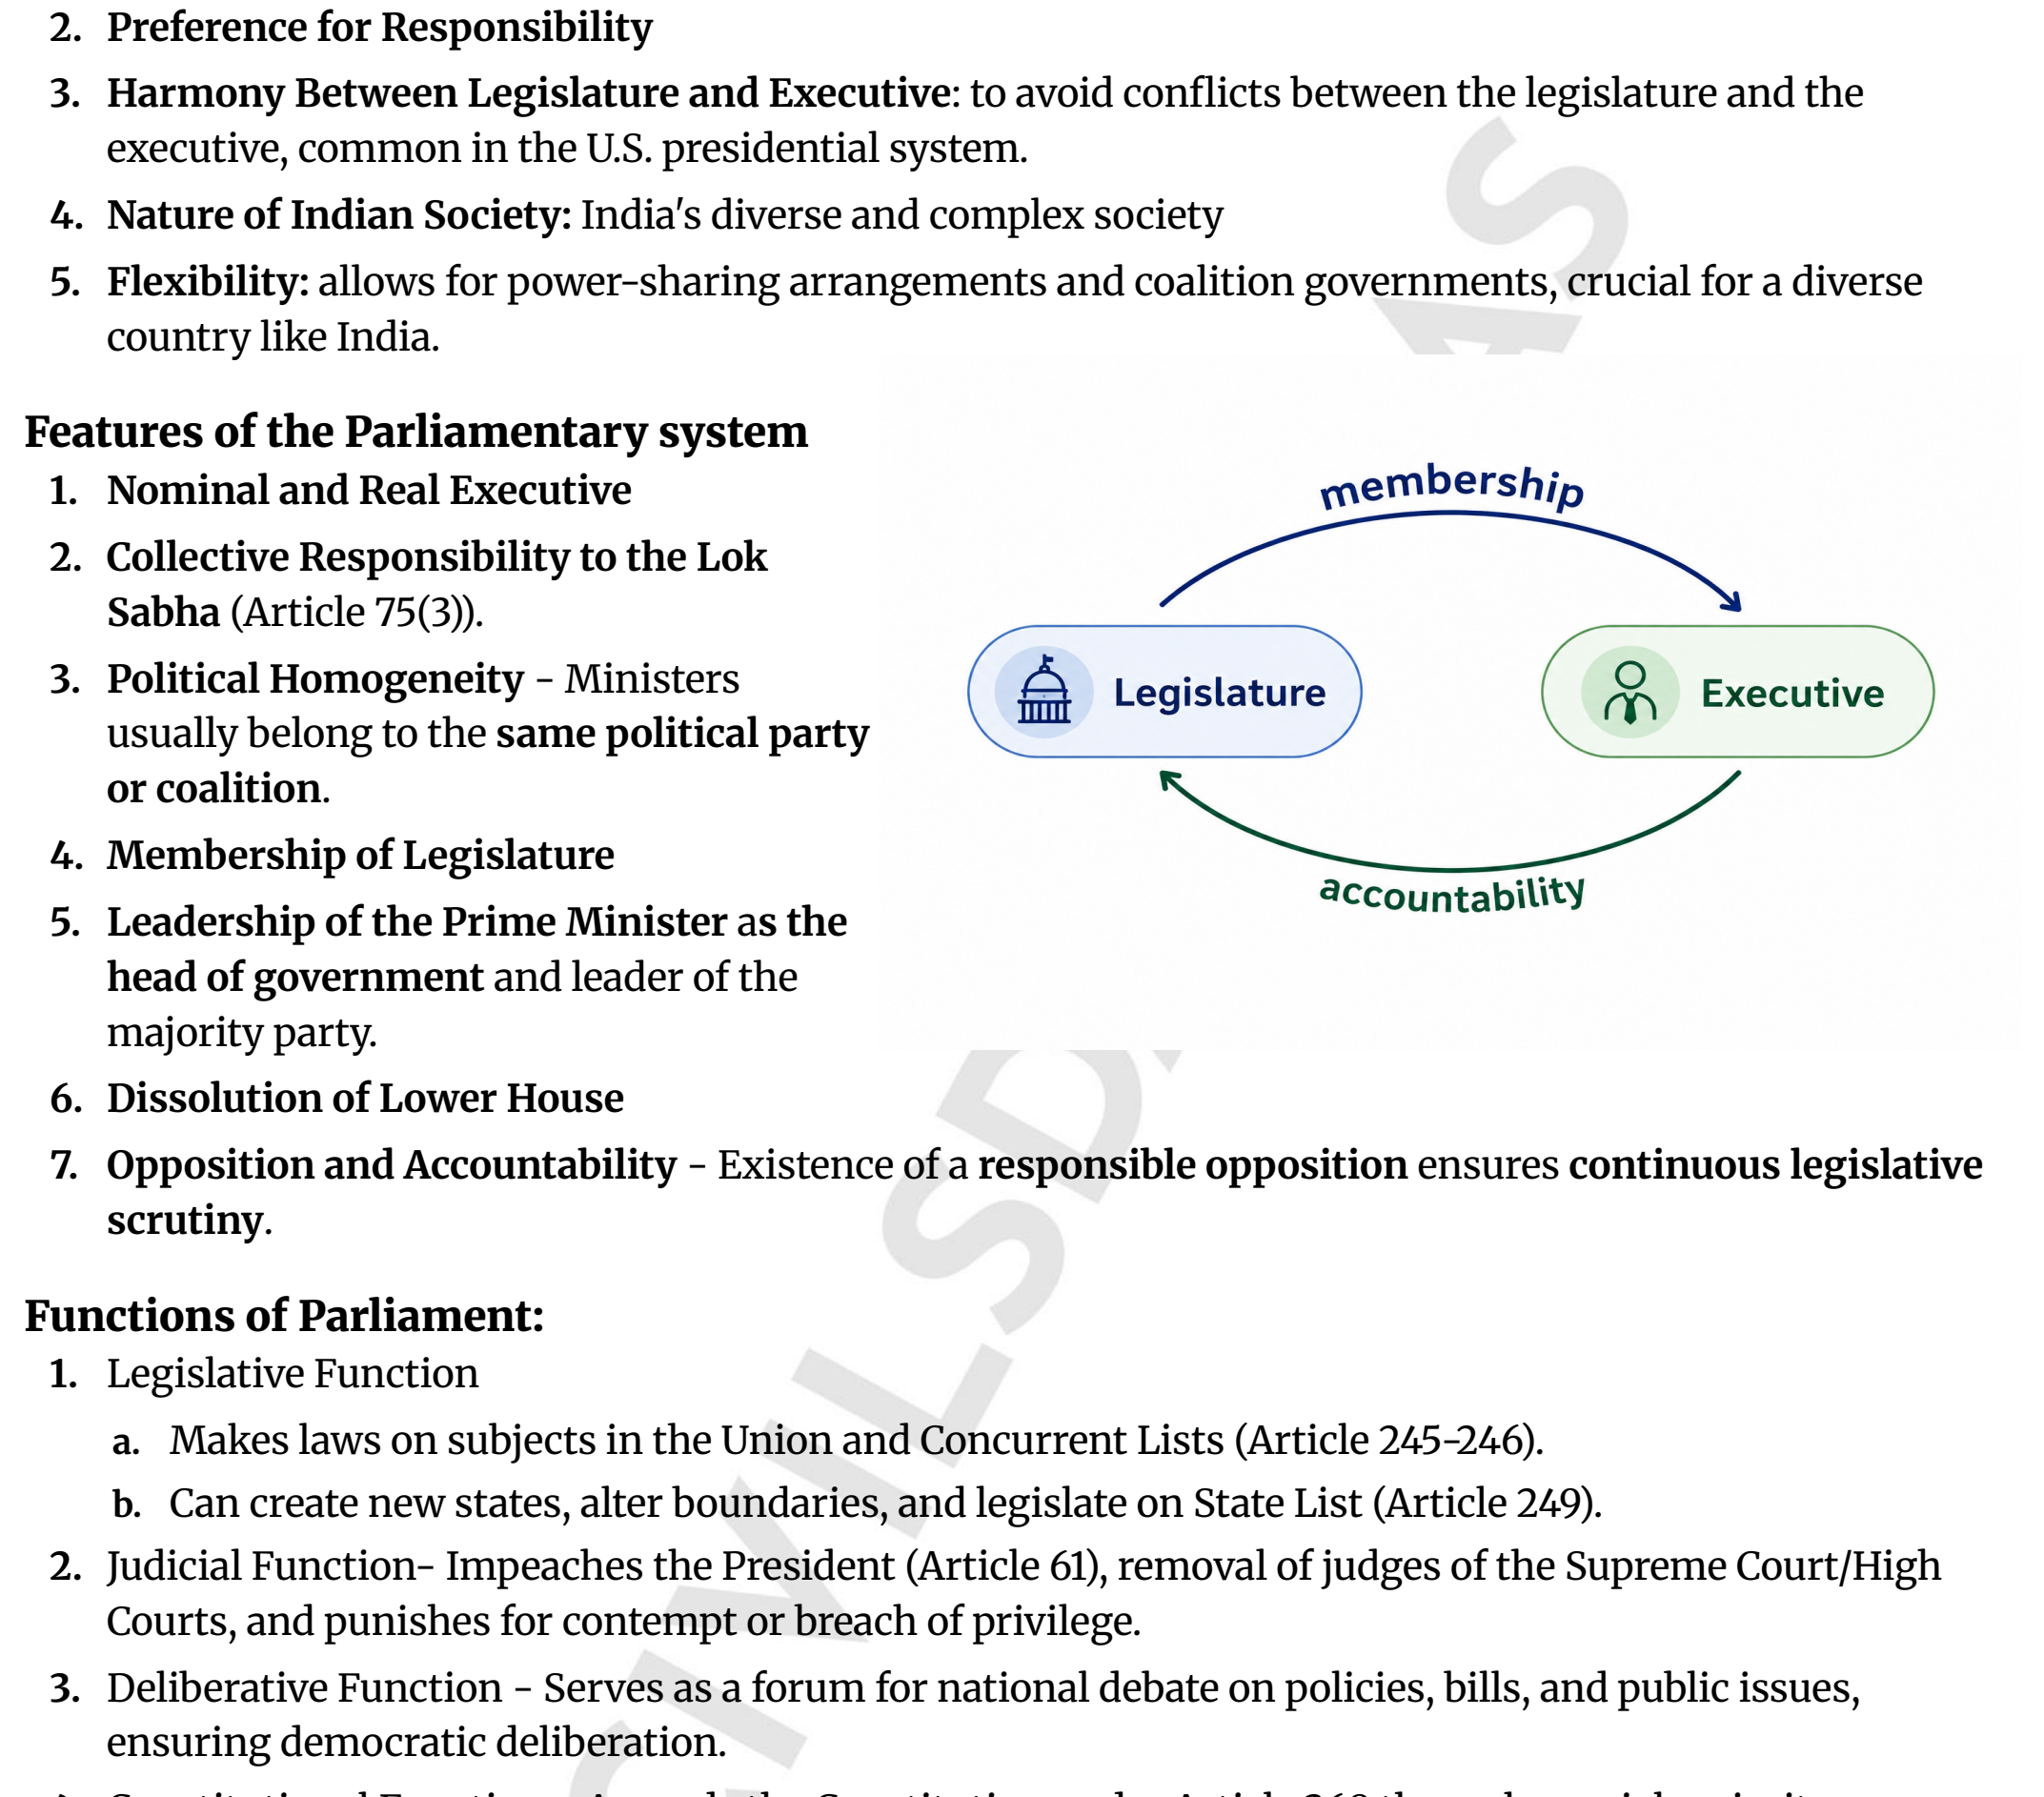 2. Preference for Responsibility
3. Harmony Between Legislature and Executive: to avoid conflicts between the legislature and the
executive, common in the U.S. presidential system.
4. Nature of Indian Society: India's diverse and complex society
5. Flexibility: allows for power-sharing arrangements and coalition governments, crucial for a diverse
country like India.
Features of the Parliamentary system
1. Nominal and Real Executive
2. Collective Responsibility to the Lok
Sabha (Article 75(3)).
3. Political Homogeneity - Ministers
usually belong to the same political party
or coalition.
4. Membership of Legislature
5. Leadership of the Prime Minister as the
head of government and leader of the
majority party.
6. Dissolution of Lower House
7. Opposition and Accountability - Existence of a responsible opposition ensures continuous legislative
scrutiny.
membership
Legislature
Executive
accountability
Functions of Parliament:
1. Legislative Function
a. Makes laws on subjects in the Union and Concurrent Lists (Article 245-246).
b. Can create new states, alter boundaries, and legislate on State List (Article 249).
2. Judicial Function- Impeaches the President (Article 61), removal of judges of the Supreme Court/High
Courts, and punishes for contempt or breach of privilege.
3. Deliberative Function - Serves as a forum for national debate on policies, bills, and public issues,
ensuring democratic deliberation.